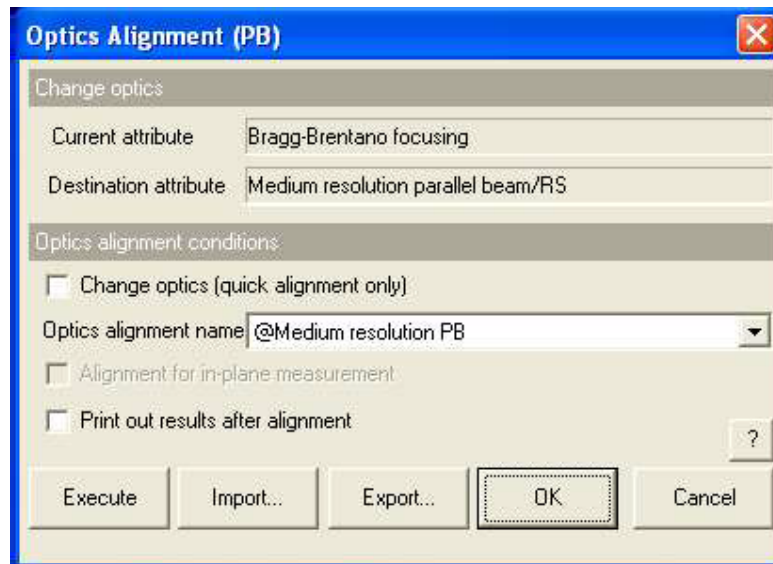 Optics Alignment (PB)
Change optics
Current attribute Bragg-Brentano focusing
Destination attribute Medium resolution parallel beam/RS
Optics alignment conditions
Change optics (quick alignment only)
Optics alignment name @Medium resolution PB
Alignment for in-plane measurement
Print out results after alignment
?
Execute Import... Export... OK Cancel